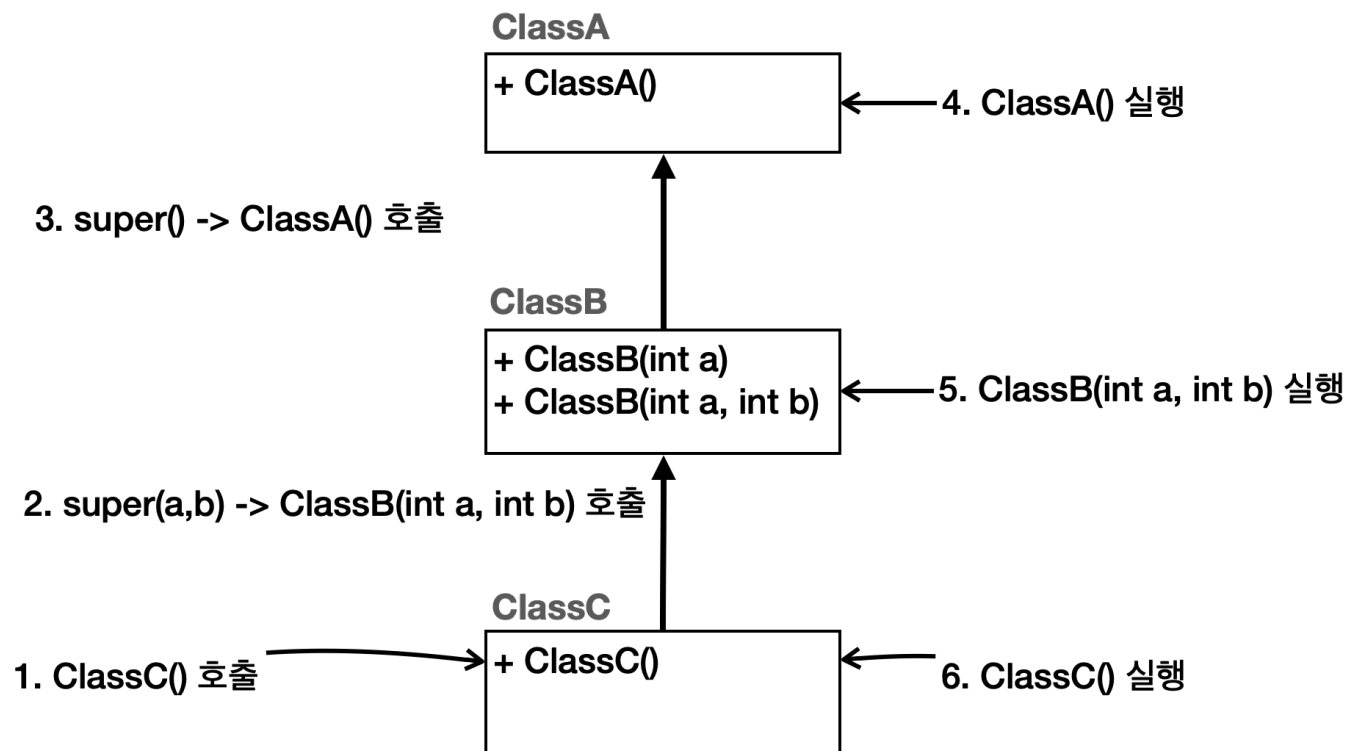 ClassA
+ ClassA()
4. ClassA() 실행
3. super() -> ClassA() 호출
ClassB
+ ClassB(int a)
+ ClassB(int a, int b)
5. ClassB(int a, int b) 실행
2. super(a,b) -> ClassB(int a, int b) 호출
ClassC
+ ClassC()
1. ClassC() 호출
6. ClassC() 실행